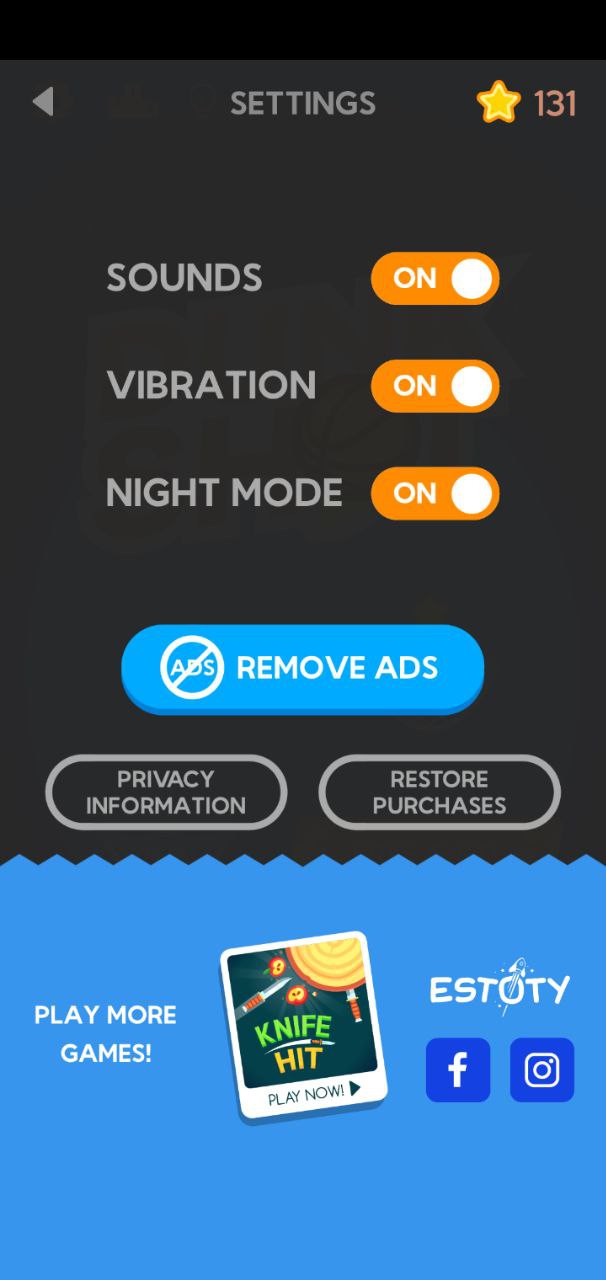 SETTINGS
131
SOUNDS
ON
VIBRATION
ON
NIGHT MODE
ON
ADS
REMOVE ADS
PRIVACY
INFORMATION
RESTORE
PURCHASES
PLAY MORE
GAMES!
KNIFE
HIT
PLAY NOW!
ESTOTY